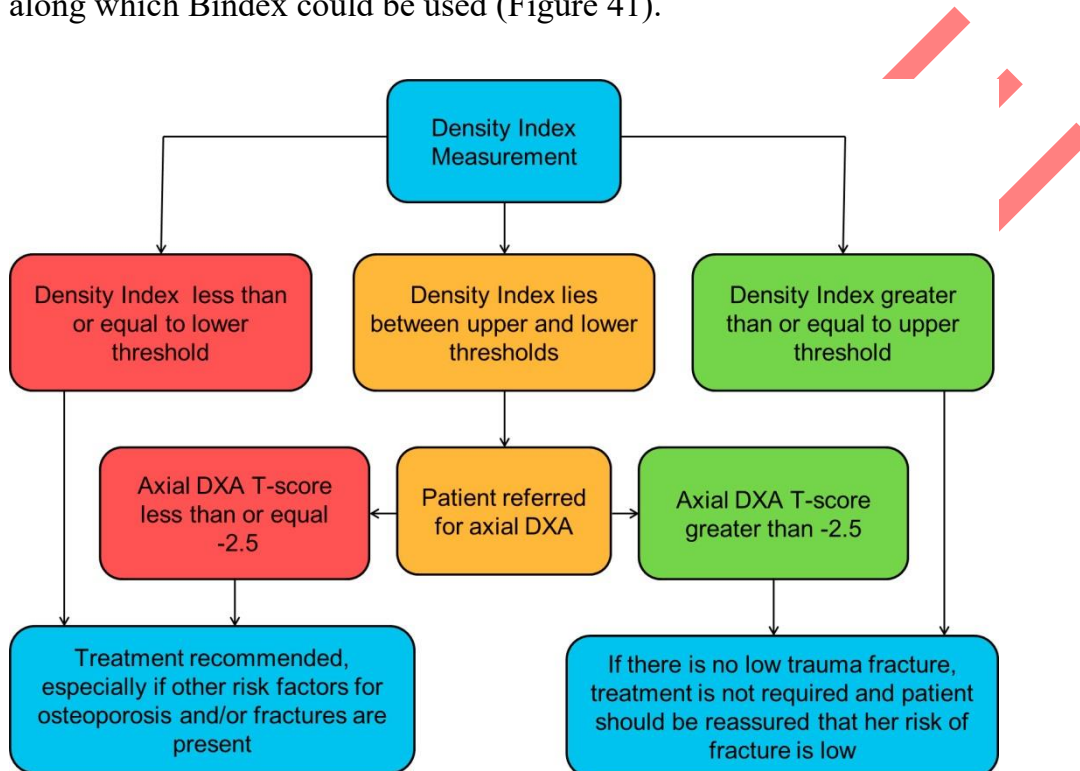 along which Bindex could be used (Figure 41).
Density Index
Measurement
Density Index less than
or equal to lower
threshold
Density Index lies
between upper and lower
thresholds
Density Index greater
than or equal to upper
threshold
Axial DXA T-score
less than or equal
-2.5
Patient referred
for axial DXA
Axial DXA T-score
greater than -2.5
Treatment recommended,
especially if other risk factors for
osteoporosis and/or fractures are
present
If there is no low trauma fracture,
treatment is not required and patient
should be reassured that her risk of
fracture is low